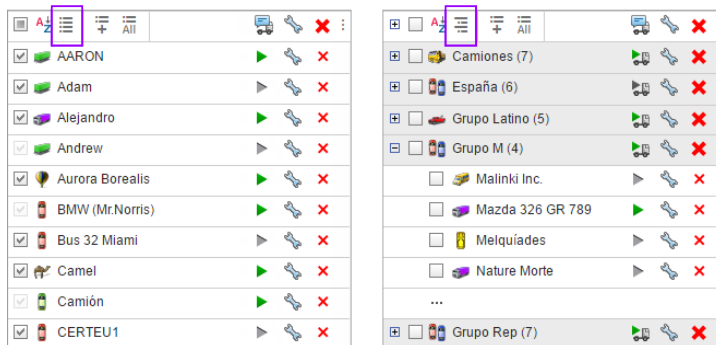 AZ
All
AARON
Adam
Alejandro
Andrew
Aurora Borealis
BMW (Mr.Norris)
Bus 32 Miami
Camel
Camión
CERTEU1
AZ
All
Camiones (7)
España (6)
Grupo Latino (5)
Grupo M (4)
Malinki Inc.
Mazda 326 GR 789
Melquíades
Nature Morte
...
Grupo Rep (7)